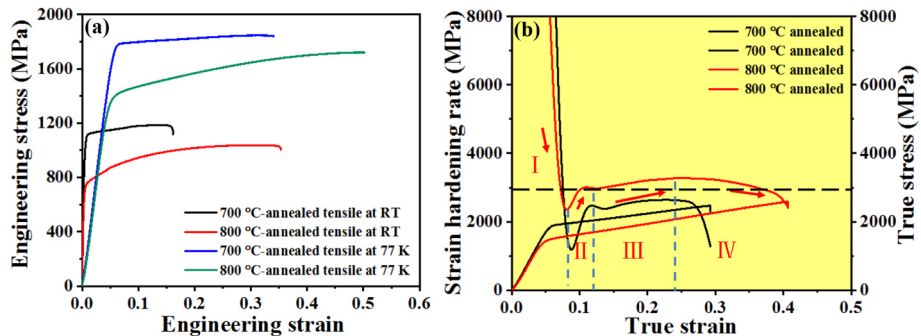 (a)
Engineering stress (MPa)
2000
1600
1200
800
400
0
700 °C-annealed tensile at RT
800 °C-annealed tensile at RT
700 °C-annealed tensile at 77 K
800 °C-annealed tensile at 77 K
0.0 0.1 0.2 0.3 0.4 0.5 0.6
Engineering strain
(b)
Strain hardening rate (MPa)
8000
6000
4000
2000
0
700 °C annealed
700 °C annealed
800 °C annealed
800 °C annealed
I
II
III
IV
0.0 0.1 0.2 0.3 0.4 0.5
True strain
8000
6000
4000
2000
0
True stress (MPa)